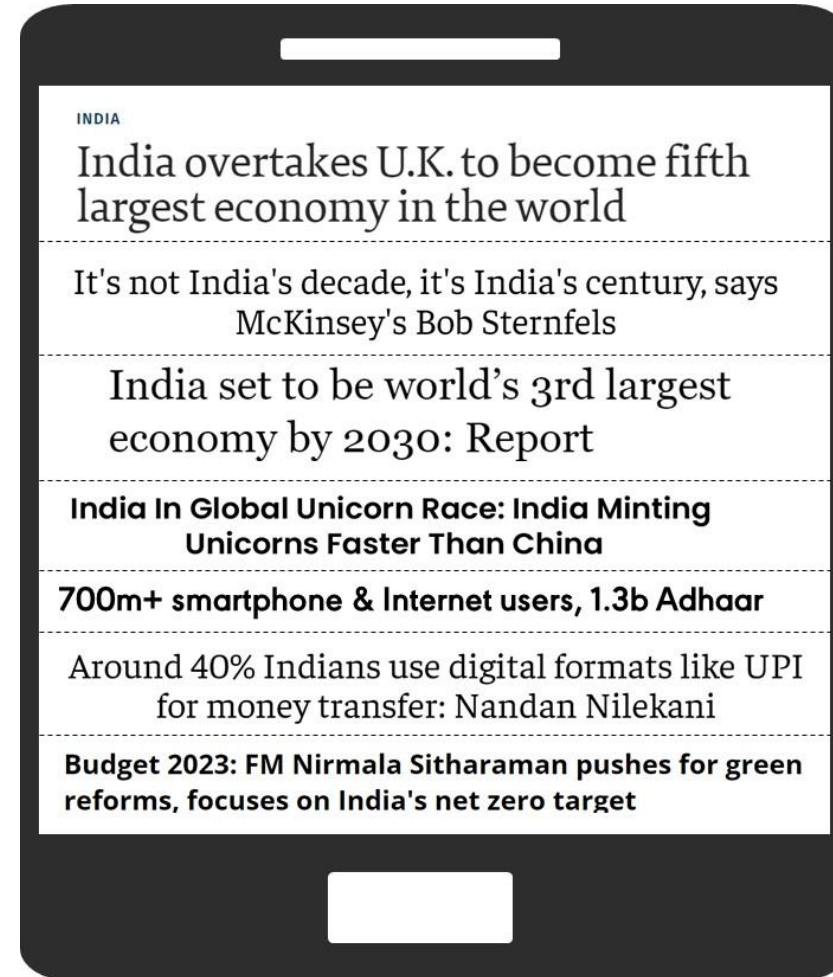 INDIA
India overtakes U.K. to become fifth
largest economy in the world
It's not India's decade, it's India's century, says
McKinsey's Bob Sternfels
India set to be world’s 3rd largest
economy by 2030: Report
India In Global Unicorn Race: India Minting
Unicorns Faster Than China
700m+ smartphone & Internet users, 1.3b Adhaar
Around 40% Indians use digital formats like UPI
for money transfer: Nandan Nilekani
Budget 2023: FM Nirmala Sitharaman pushes for green
reforms, focuses on India's net zero target